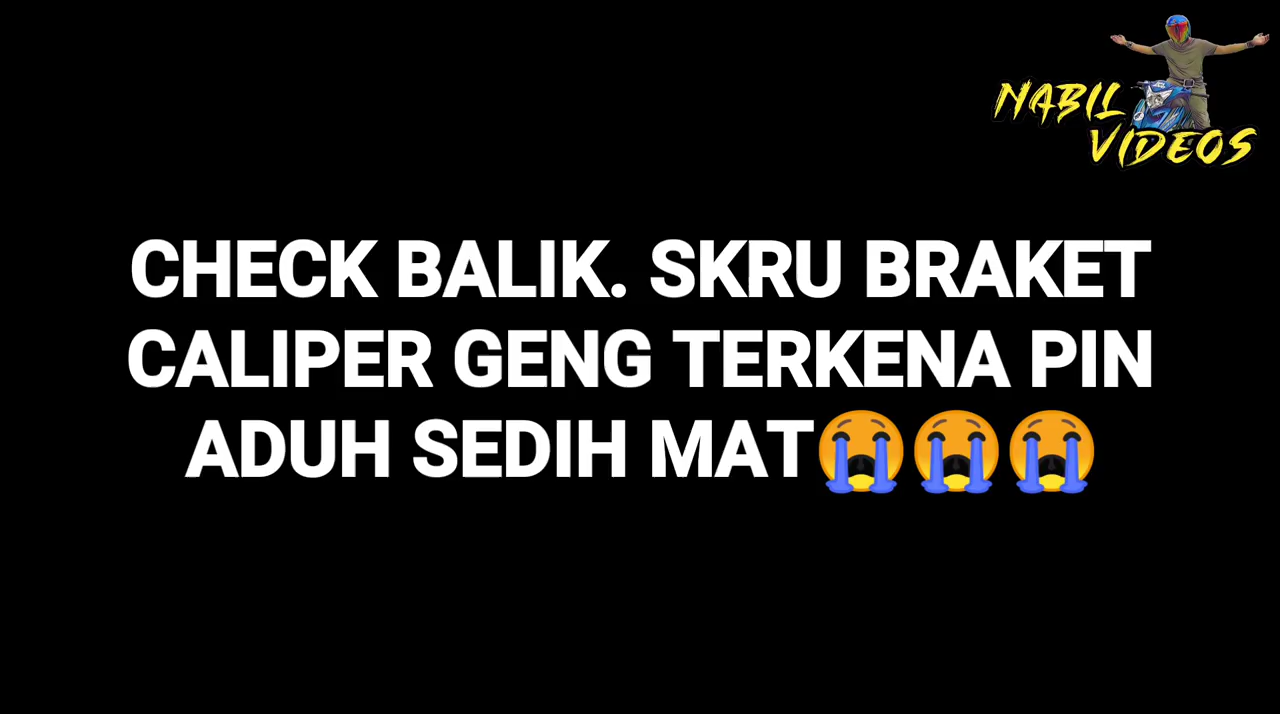 NABIL
VIDEOS
CHECK BALIK. SKRU BRAKET
CALIPER GENG TERKENA PIN
ADUH SEDIH MAT😭😭😭